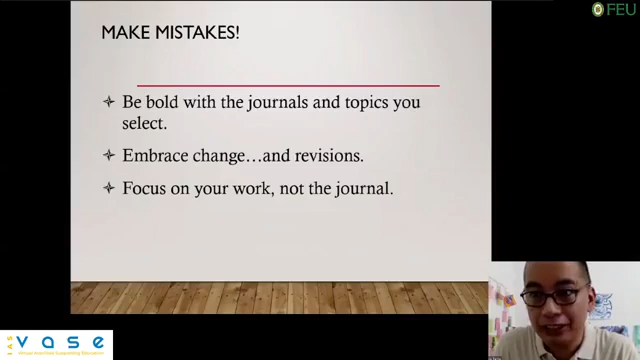 FEU
MAKE MISTAKES!
Be bold with the journals and topics you
select.
Embrace change…and revisions.
Focus on your work, not the journal.
IAS
vase